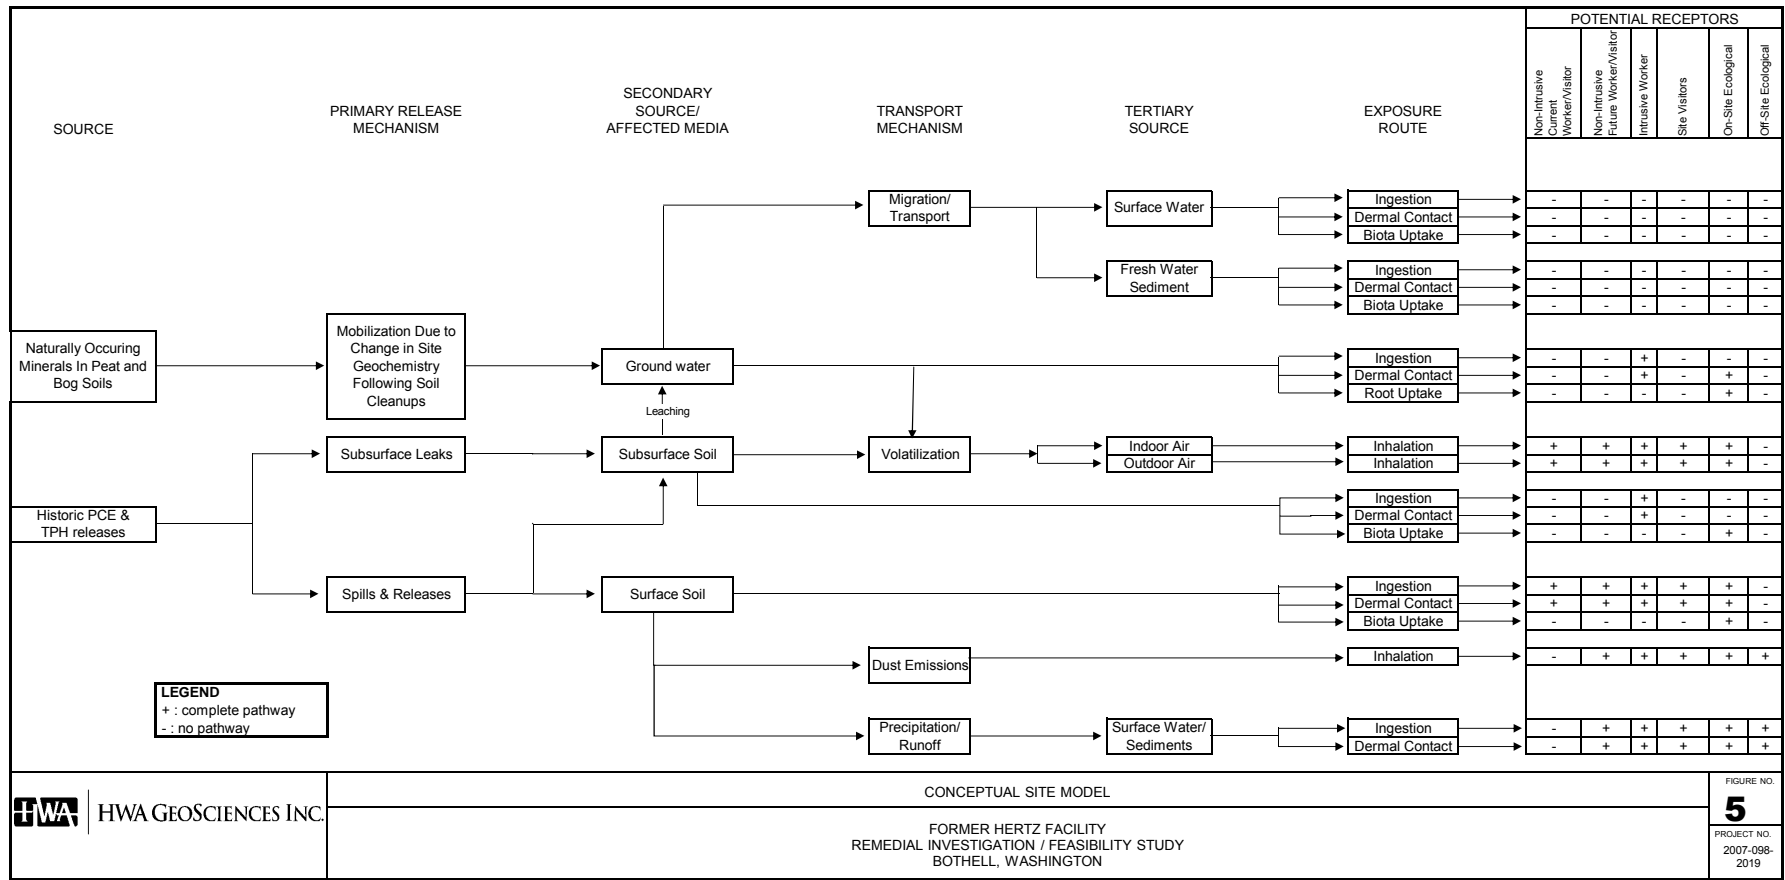 POTENTIAL RECEPTORS
Non-Intrusive
Current
Worker/Visitor
Non-Intrusive
Future Worker/Visitor
Intrusive Worker
Site Visitors
On-Site Ecological
Off-Site Ecological
SOURCE
PRIMARY RELEASE
MECHANISM
SECONDARY
SOURCE/
AFFECTED MEDIA
TRANSPORT
MECHANISM
TERTIARY
SOURCE
EXPOSURE
ROUTE
Migration/
Transport
Surface Water
Ingestion - - - - - -
Dermal Contact - - - - - -
Biota Uptake - - - - - -
Fresh Water
Sediment
Ingestion - - - - - -
Dermal Contact - - - - - -
Biota Uptake - - - - - -
Naturally Occuring
Minerals In Peat and
Bog Soils
Mobilization Due to
Change in Site
Geochemistry
Following Soil
Cleanups
Ground water
Ingestion - - + - - -
Dermal Contact - - + - + -
Root Uptake - - - - + -
Leaching
Subsurface Leaks
Subsurface Soil
Volatilization
Indoor Air
Inhalation + + + + + -
Outdoor Air
Inhalation + + + + + -
Historic PCE &
TPH releases
Ingestion - - + - - -
Dermal Contact - - + - - -
Biota Uptake - - - - + -
Spills & Releases
Surface Soil
Ingestion + + + + + -
Dermal Contact + + + + + -
Biota Uptake - - - - + -
Dust Emissions
Inhalation - + + + + +
Precipitation/
Runoff
Surface Water/
Sediments
Ingestion - + + + + +
Dermal Contact - + + + + +
LEGEND
+ : complete pathway
- : no pathway
HWA
HWA GEOSCIENCES INC.
CONCEPTUAL SITE MODEL
FORMER HERTZ FACILITY
REMEDIAL INVESTIGATION / FEASIBILITY STUDY
BOTHELL, WASHINGTON
FIGURE NO.
5
PROJECT NO.
2007-098-
2019